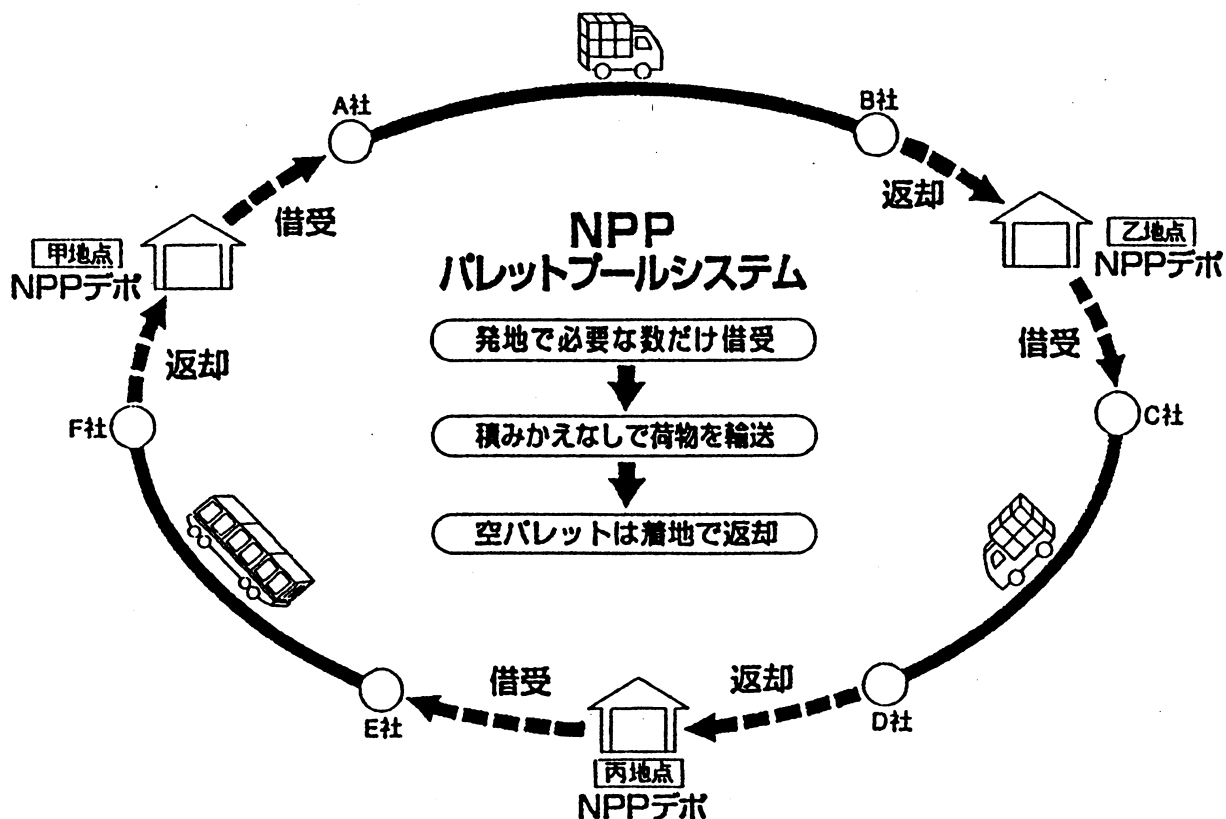 A社
B社
返却
借受
NPP
パレットプールシステム
甲地点
NPPデポ
乙地点
NPPデポ
発地で必要な数だけ借受
借受
返却
積みかえなしで荷物を輸送
F社
C社
空パレットは着地で返却
借受
返却
E社
D社
丙地点
NPPデポ